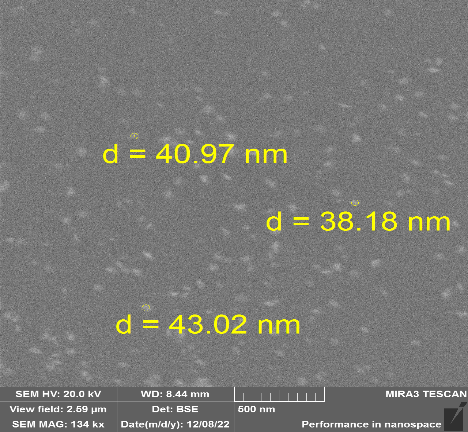 d = 40.97 nm
d = 38.18 nm
d = 43.02 nm
SEM HV: 20.0 kV WD: 8.44 mm MIRA3 TESCAN
View field: 2.59 µm Det: BSE 500 nm
SEM MAG: 134 kx Date(m/d/y): 12/08/22 Performance in nanospace